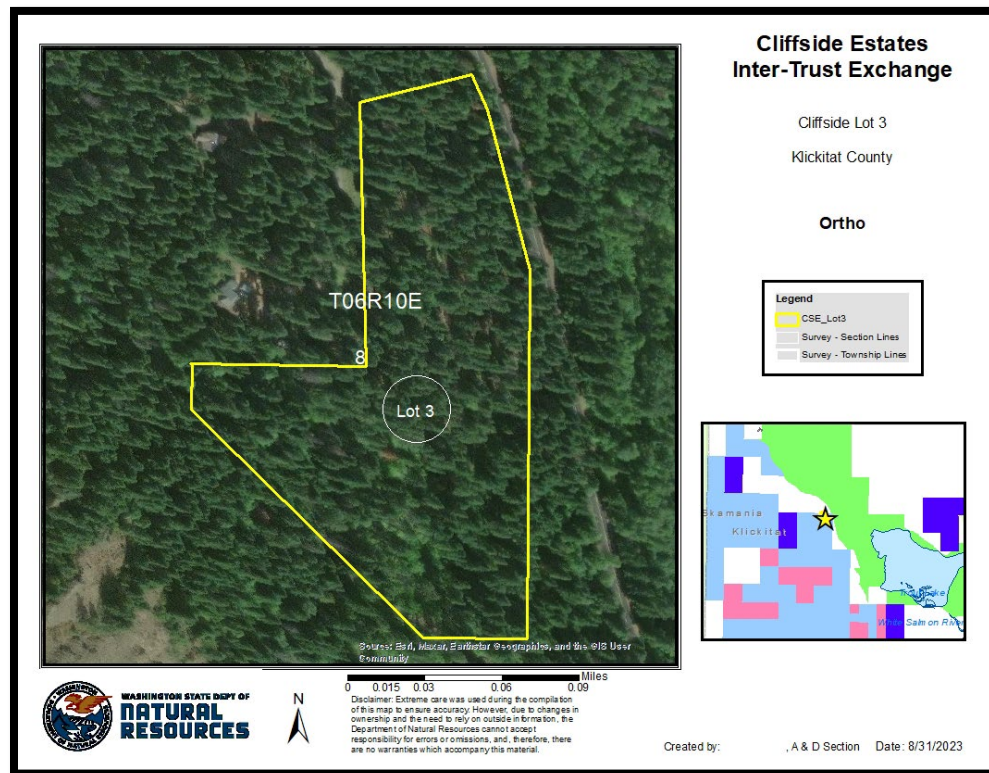 Cliffside Estates
Inter-Trust Exchange
Cliffside Lot 3
Klickitat County
Ortho
Legend
CSE_Lot3
Survey - Section Lines
Survey - Township Lines
T06R10E
8
Lot 3
Source: Esri, Maxar, Earthstar Geographics, and the GIS User
Community
Skamania
Klickitat
White Salmon River
WASHINGTON STATE DEPT OF
NATURAL
RESOURCES
N
0 0.015 0.03 0.06 0.09
Miles
Disclaimer: Extreme care was used during the compilation
of this map to ensure accuracy. However, due to changes in
ownership and the need to rely on outside information, the
Department of Natural Resources cannot accept
responsibility for errors or omissions, and, therefore, there
are no warranties which accompany this material.
Created by: , A & D Section Date: 8/31/2023